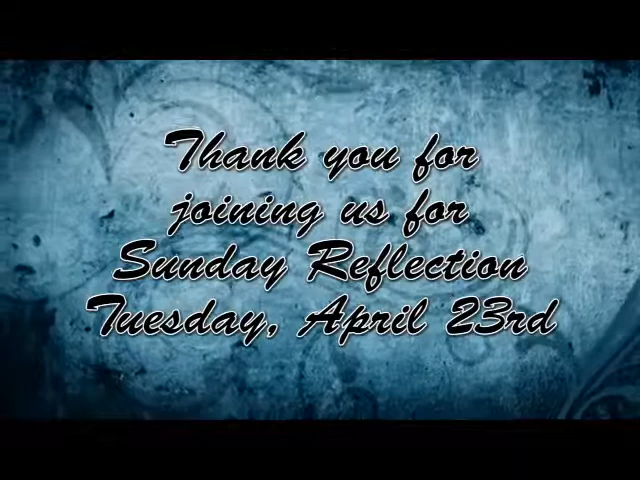 Thank you for
joining us for
Sunday Reflection
Tuesday, April 23rd